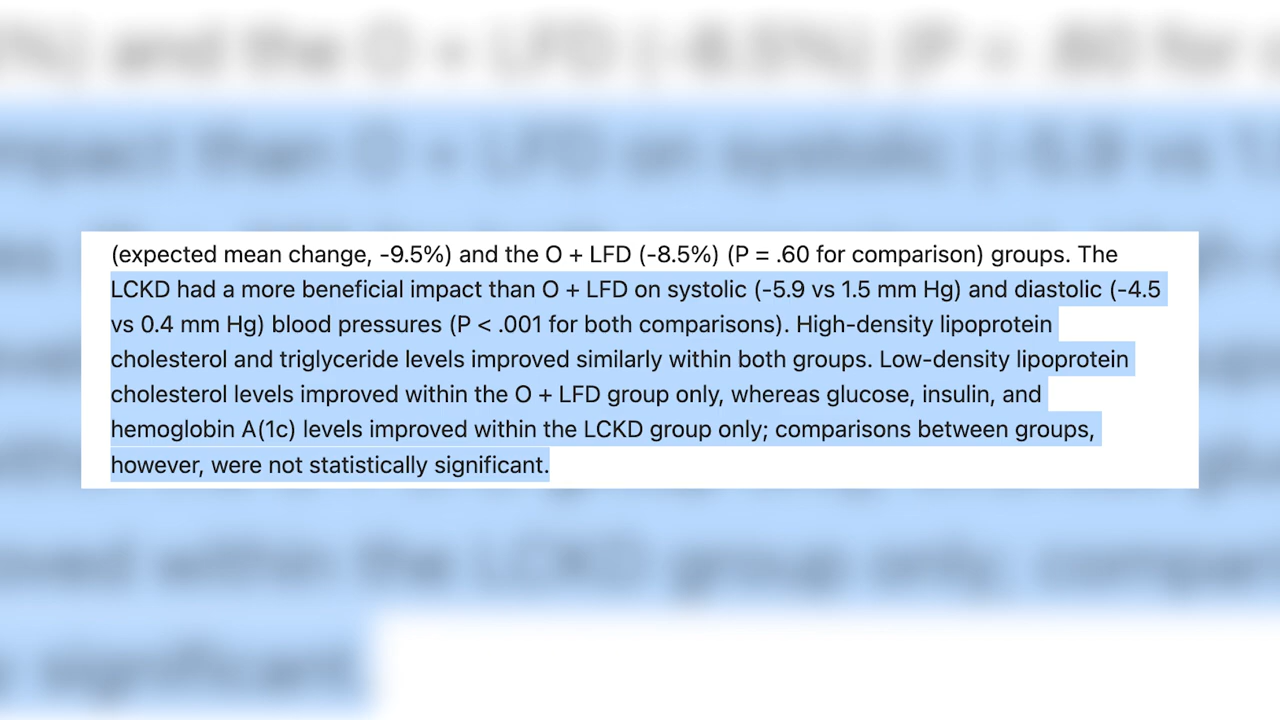 (expected mean change, -9.5%) and the O + LFD (-8.5%) (P = .60 for comparison) groups. The
LCKD had a more beneficial impact than O + LFD on systolic (-5.9 vs 1.5 mm Hg) and diastolic (-4.5
vs 0.4 mm Hg) blood pressures (P < .001 for both comparisons). High-density lipoprotein
cholesterol and triglyceride levels improved similarly within both groups. Low-density lipoprotein
cholesterol levels improved within the O + LFD group only, whereas glucose, insulin, and
hemoglobin A(1c) levels improved within the LCKD group only; comparisons between groups,
however, were not statistically significant.